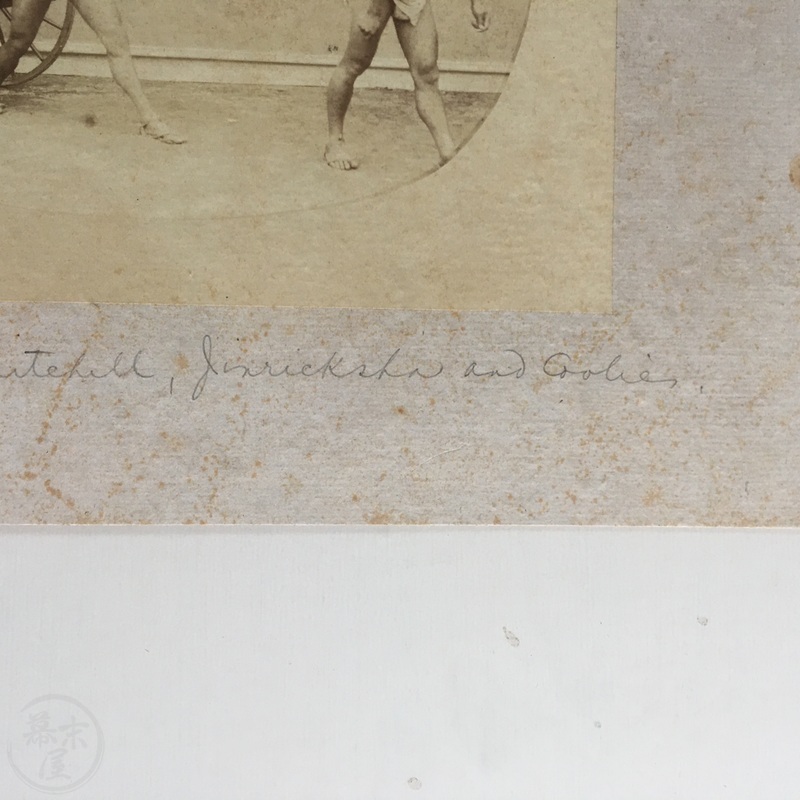 Jinricksha and Coolies.
幕末
屋